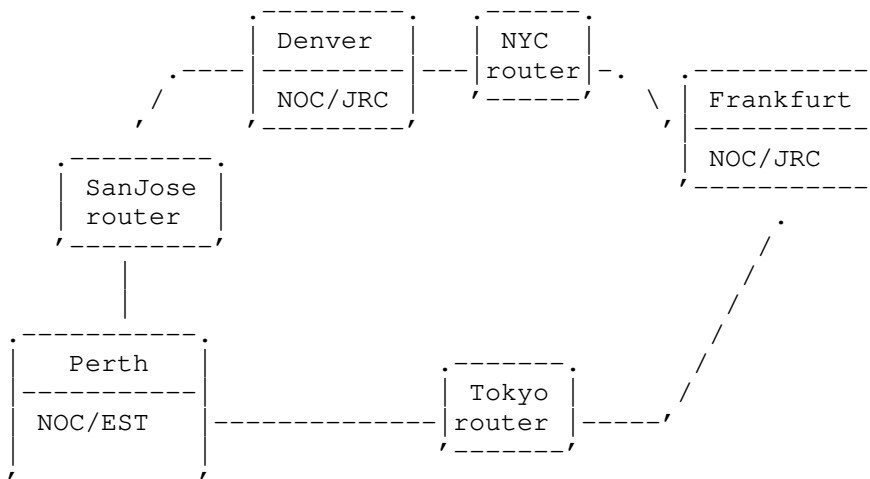 Denver
NYC
router
NOC/JRC
Frankfurt
NOC/JRC
SanJose
router
Perth
NOC/EST
Tokyo
router